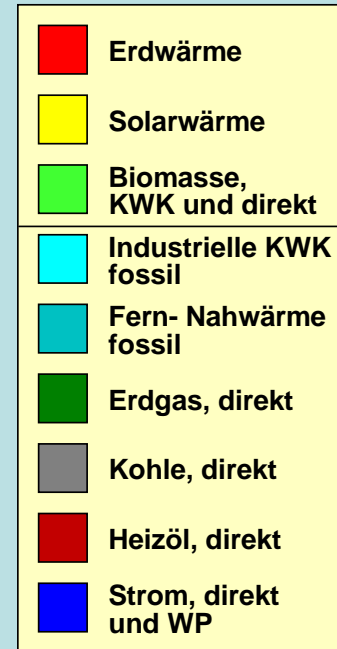 Erdwärme
Solarwärme
Biomasse,
KWK und direkt
Industrielle KWK
fossil
Fern- Nahwärme
fossil
Erdgas, direkt
Kohle, direkt
Heizöl, direkt
Strom, direkt
und WP